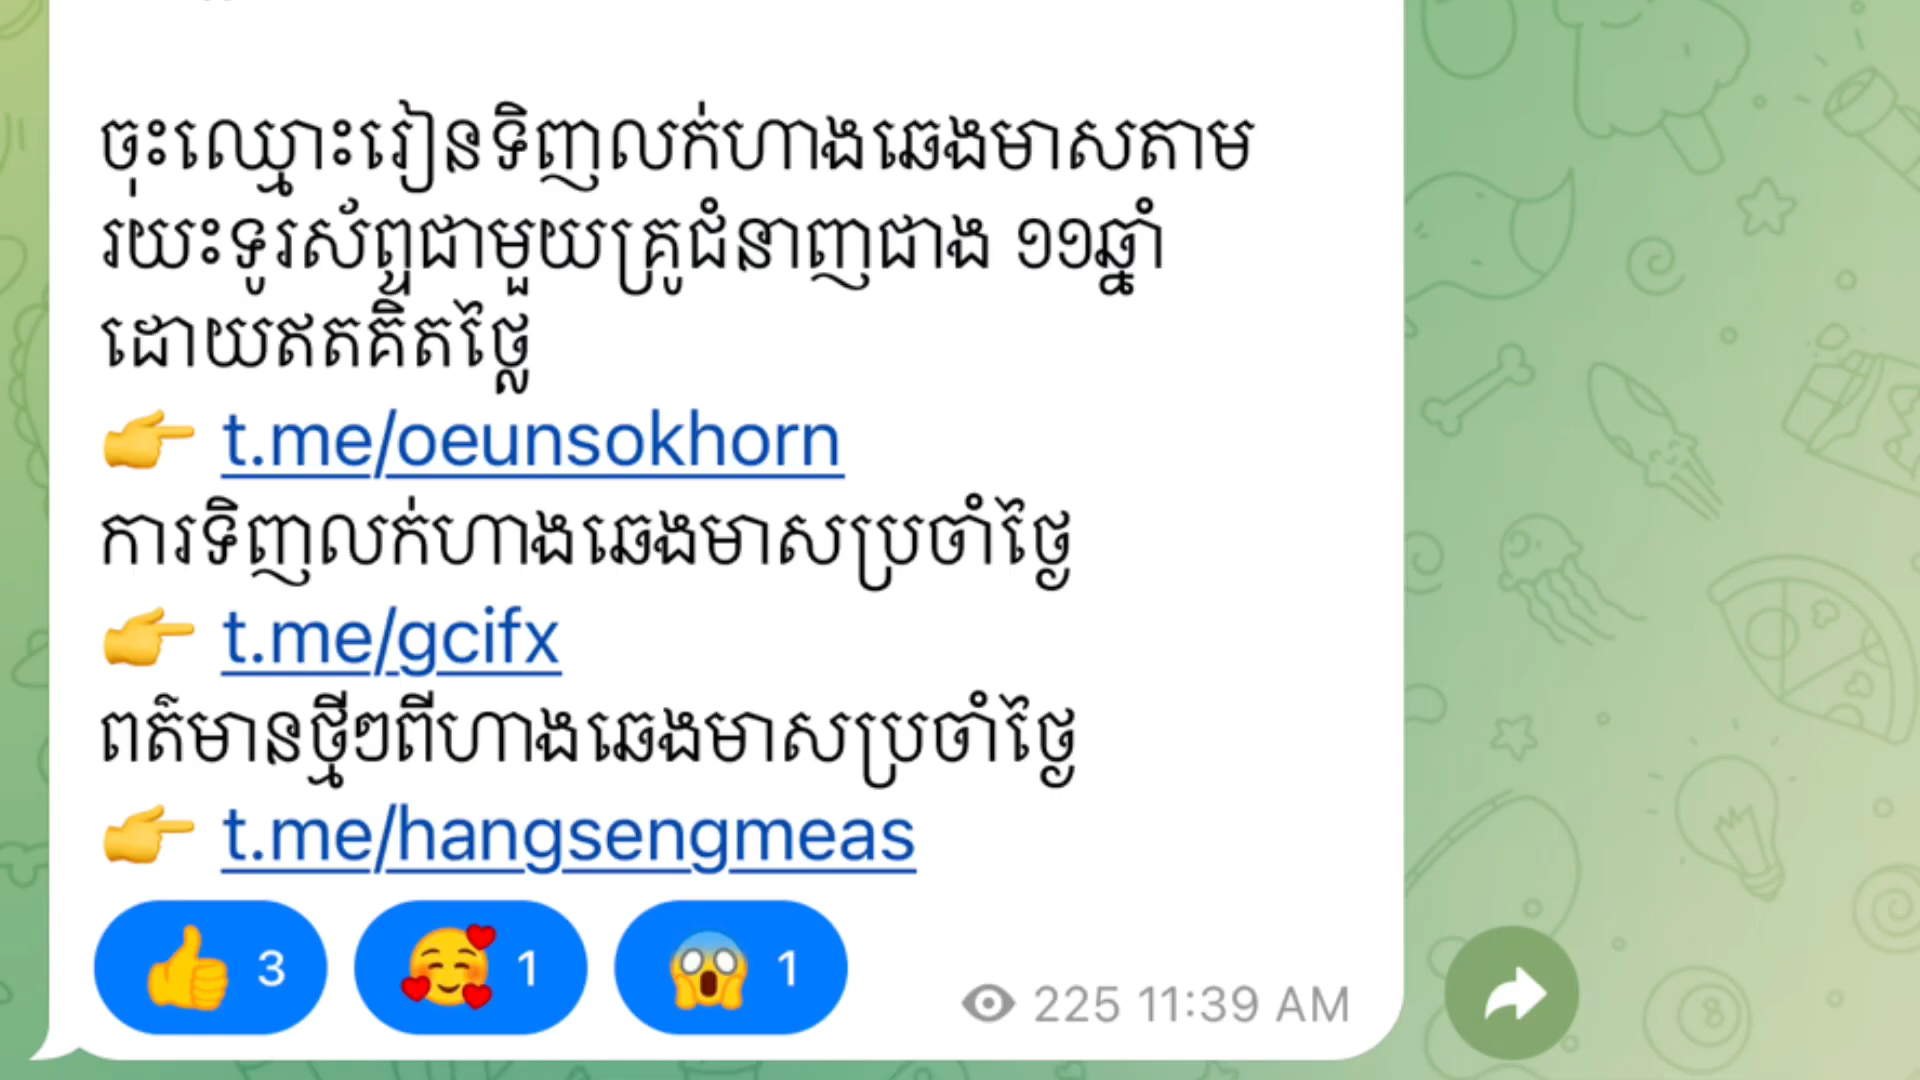 ចុះឈ្មោះរៀនទិញលក់ហាងឆេងមាសតាម
រយៈទូរស័ព្ទជាមួយគ្រូជំនាញជាង ១១ឆ្នាំ
ដោយឥតគិតថ្លៃ
👉 t.me/oeunsokhorn
ការទិញលក់ហាងឆេងមាសប្រចាំថ្ងៃ
👉 t.me/gcifx
ពត៌មានថ្មីៗពីហាងឆេងមាសប្រចាំថ្ងៃ
👉 t.me/hangsengmeas
👍 3 🥰 1 😱 1
225 11:39 AM